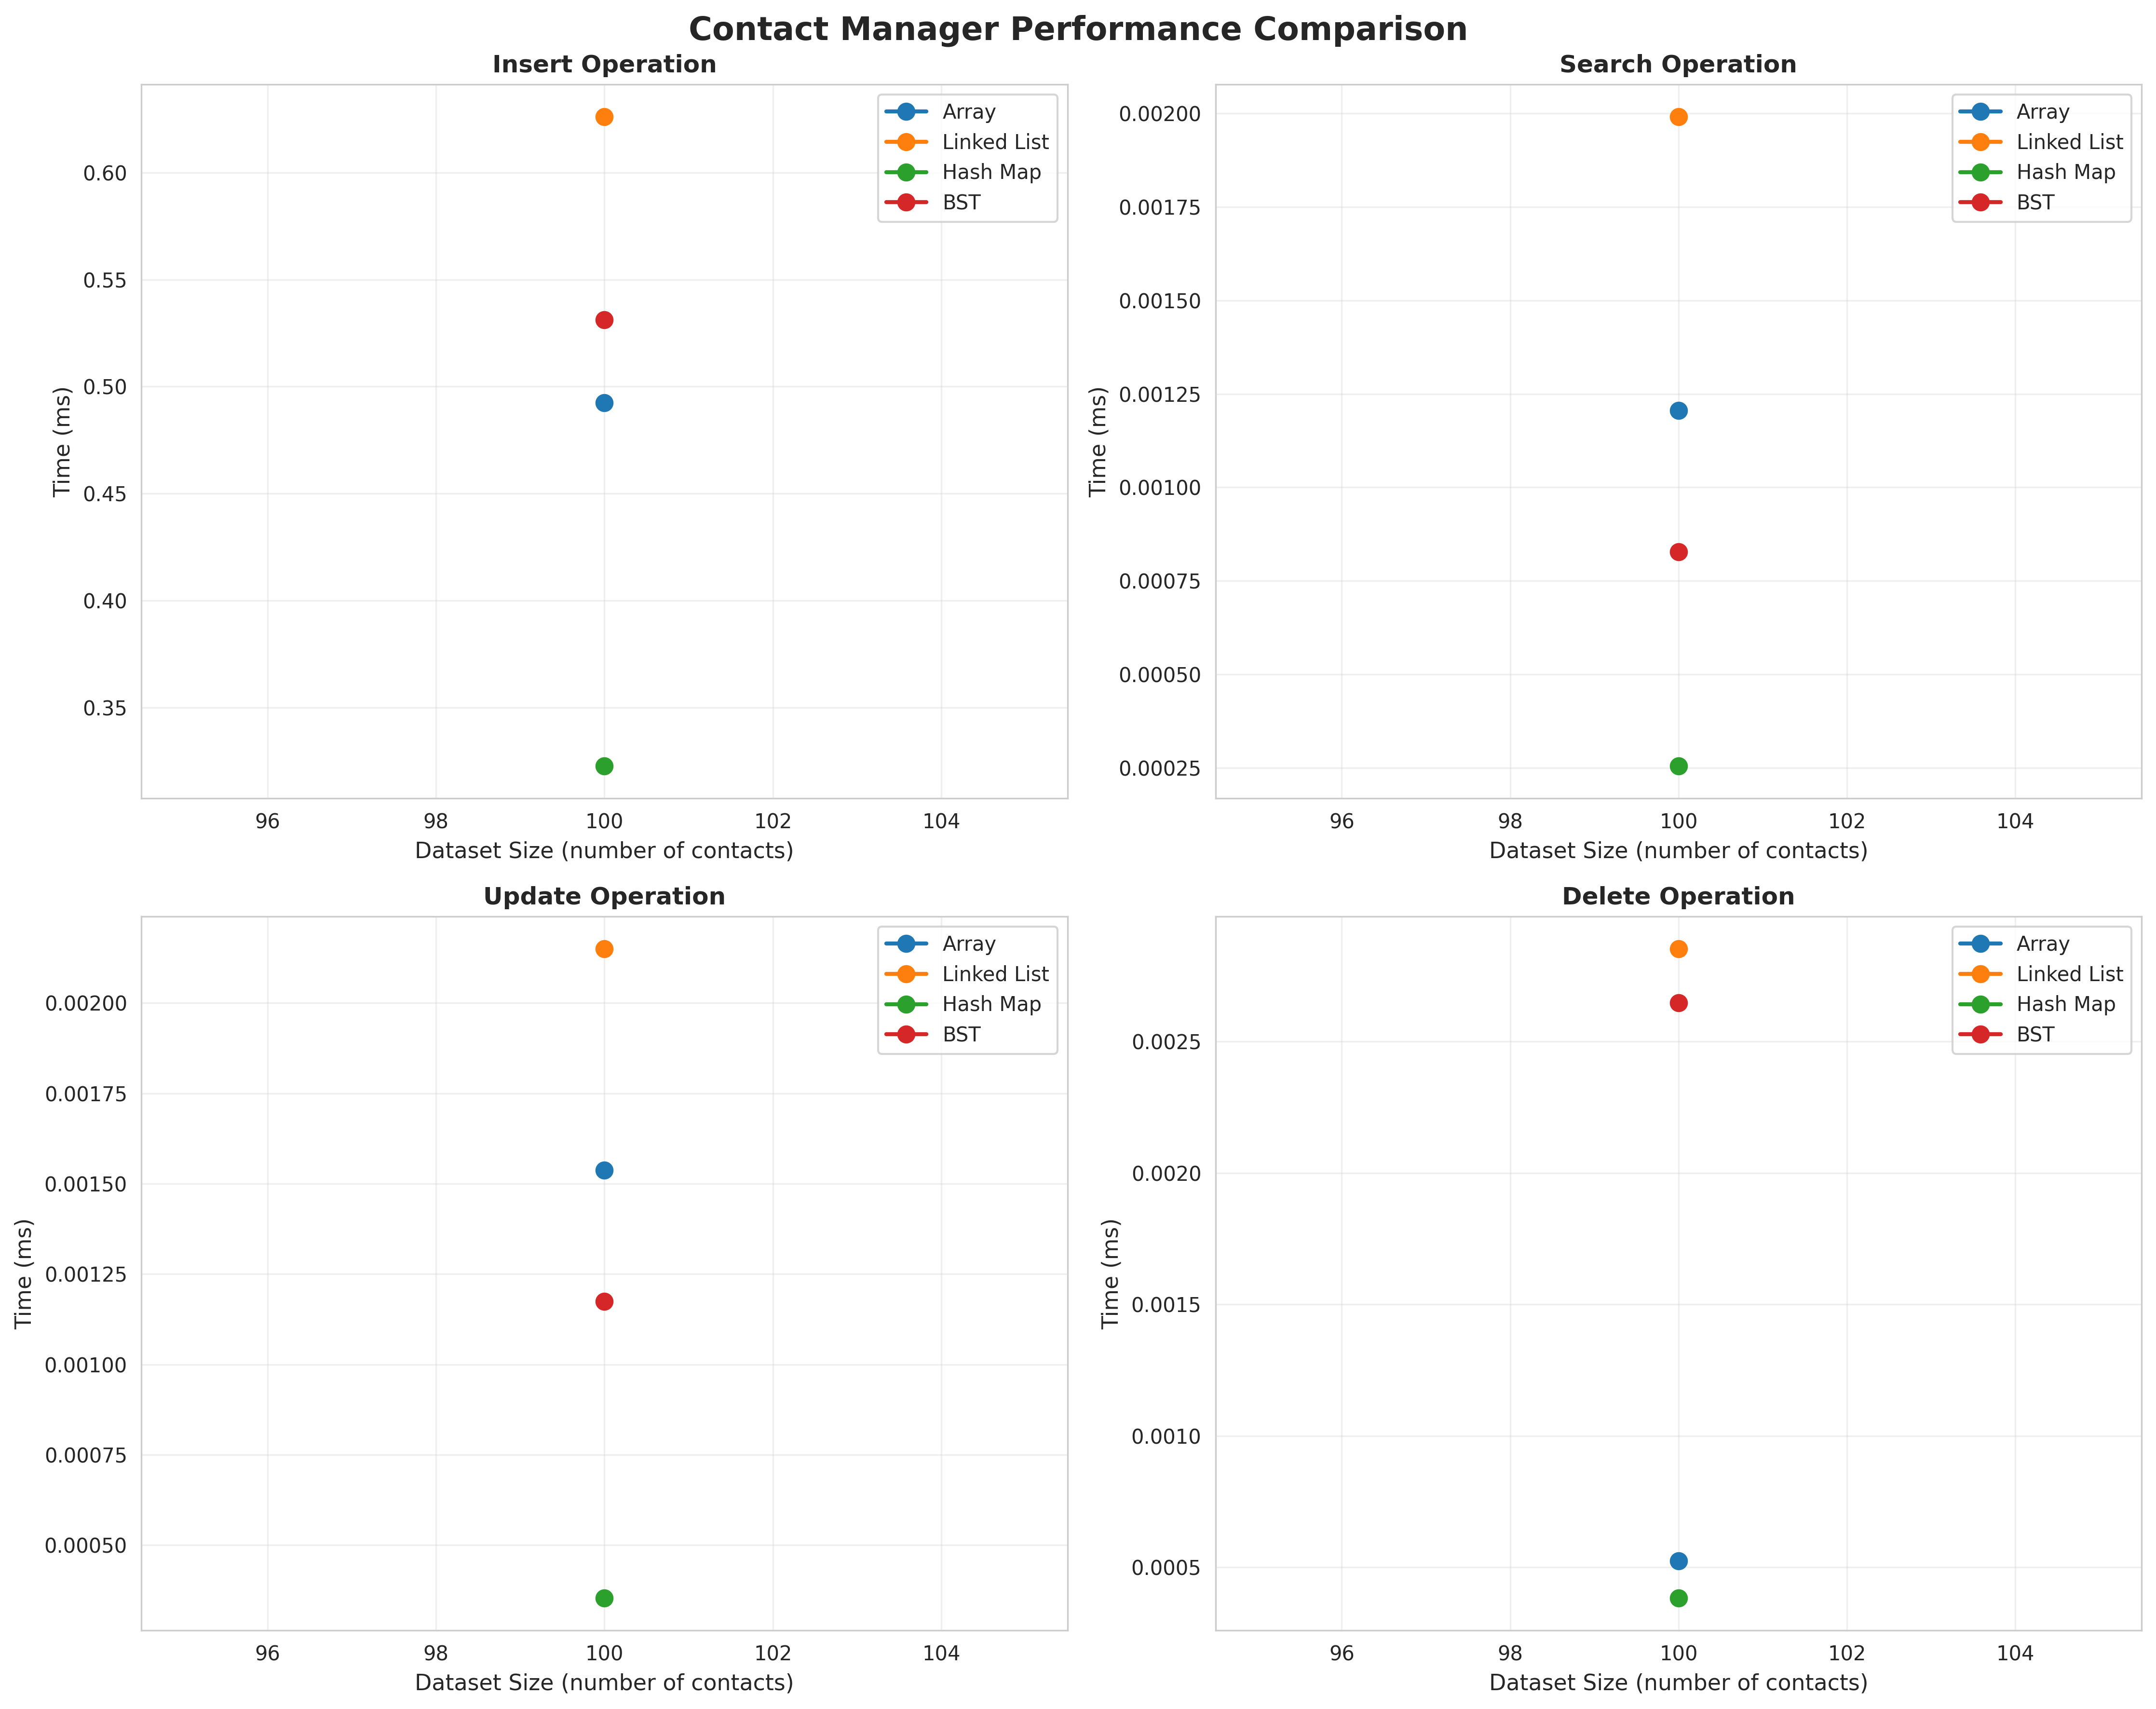 Contact Manager Performance Comparison
Insert Operation
Time (ms)
0.60
0.55
0.50
0.45
0.40
0.35
96
98
100
102
104
Dataset Size (number of contacts)
Array
Linked List
Hash Map
BST
Search Operation
Time (ms)
0.00200
0.00175
0.00150
0.00125
0.00100
0.00075
0.00050
0.00025
96
98
100
102
104
Dataset Size (number of contacts)
Array
Linked List
Hash Map
BST
Update Operation
Time (ms)
0.00200
0.00175
0.00150
0.00125
0.00100
0.00075
0.00050
96
98
100
102
104
Dataset Size (number of contacts)
Array
Linked List
Hash Map
BST
Delete Operation
Time (ms)
0.0025
0.0020
0.0015
0.0010
0.0005
96
98
100
102
104
Dataset Size (number of contacts)
Array
Linked List
Hash Map
BST